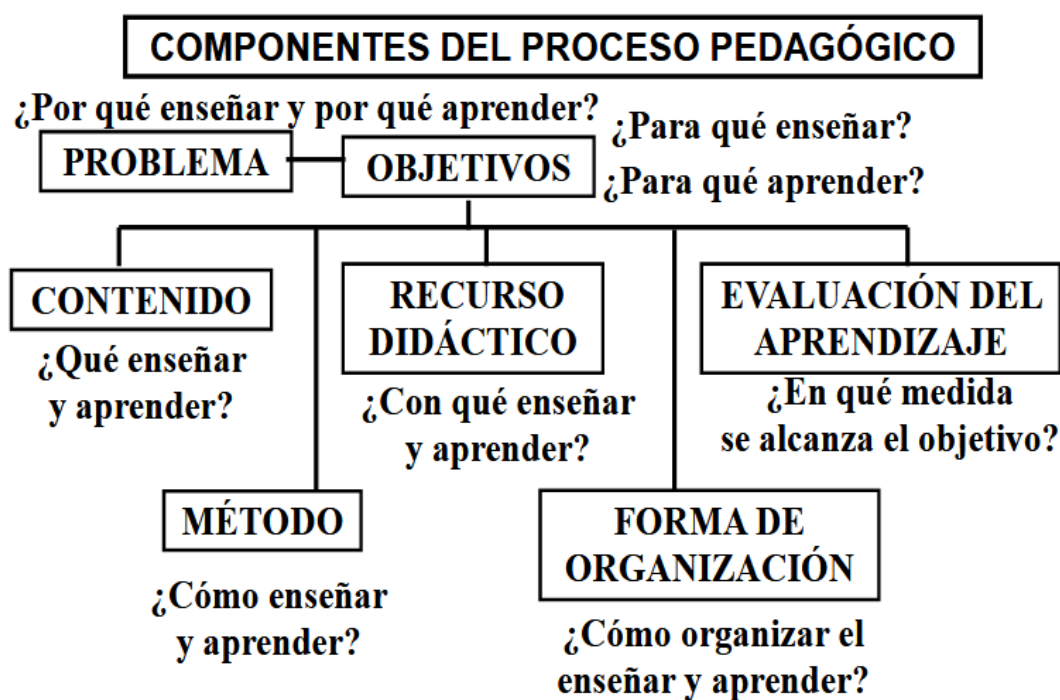 COMPONENTES DEL PROCESO PEDAGÓGICO
¿Por qué enseñar y por qué aprender?
PROBLEMA
OBJETIVOS
¿Para qué enseñar?
¿Para qué aprender?
CONTENIDO
¿Qué enseñar
y aprender?
RECURSO
DIDÁCTICO
¿Con qué enseñar
y aprender?
EVALUACIÓN DEL
APRENDIZAJE
¿En qué medida
se alcanza el objetivo?
MÉTODO
¿Cómo enseñar
y aprender?
FORMA DE
ORGANIZACIÓN
¿Cómo organizar el
enseñar y aprender?